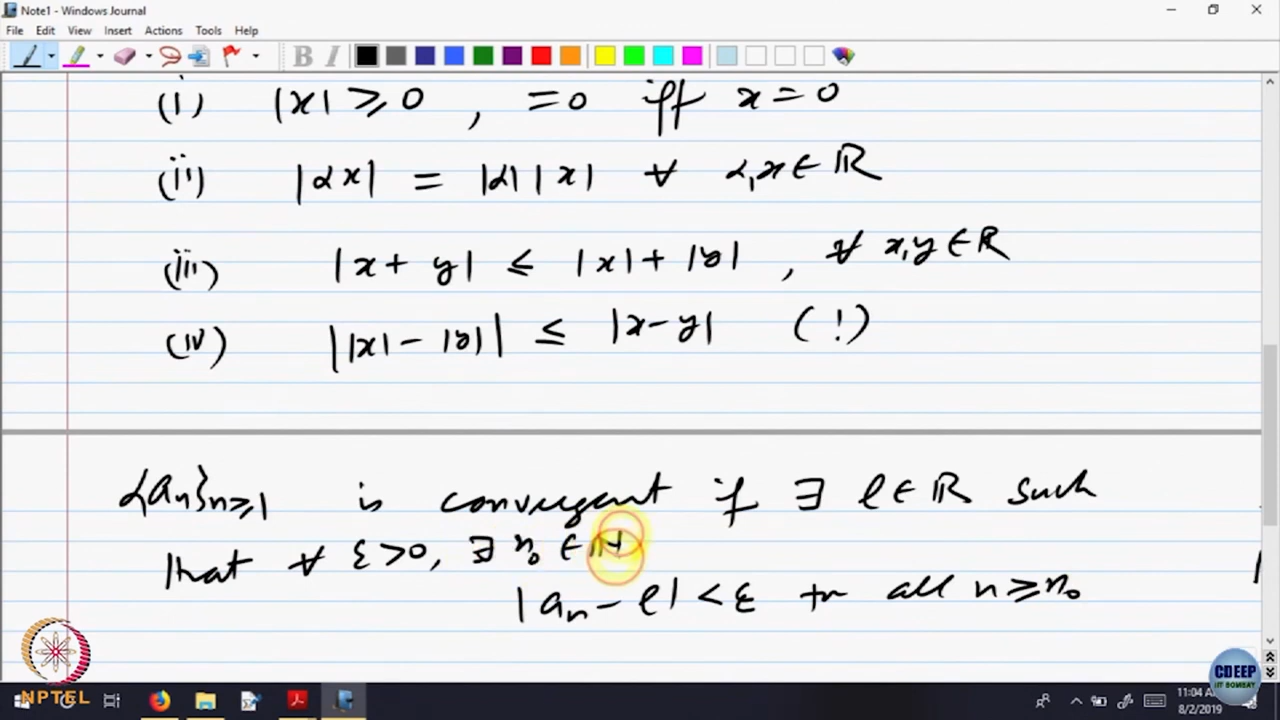 Note1 - Windows Journal
File Edit View Insert Actions Tools Help
B I
(i) |x| ≥ 0 , = 0 iff x = 0
(ii) |αx| = |α| |x| ∀ α, x ∈ ℝ
(iii) |x + y| ≤ |x| + |y| , ∀ x, y ∈ ℝ
(iv) ||x| - |y|| ≤ |x - y| (!)
{an}n≥1 is convergent if ∃ l ∈ ℝ such
that ∀ ε > 0, ∃ n₀ ∈ ℕ
|an - l| < ε for all n ≥ n₀
NPTEL
CDEEP
IIT BOMBAY
11:04 A
8/2/2019